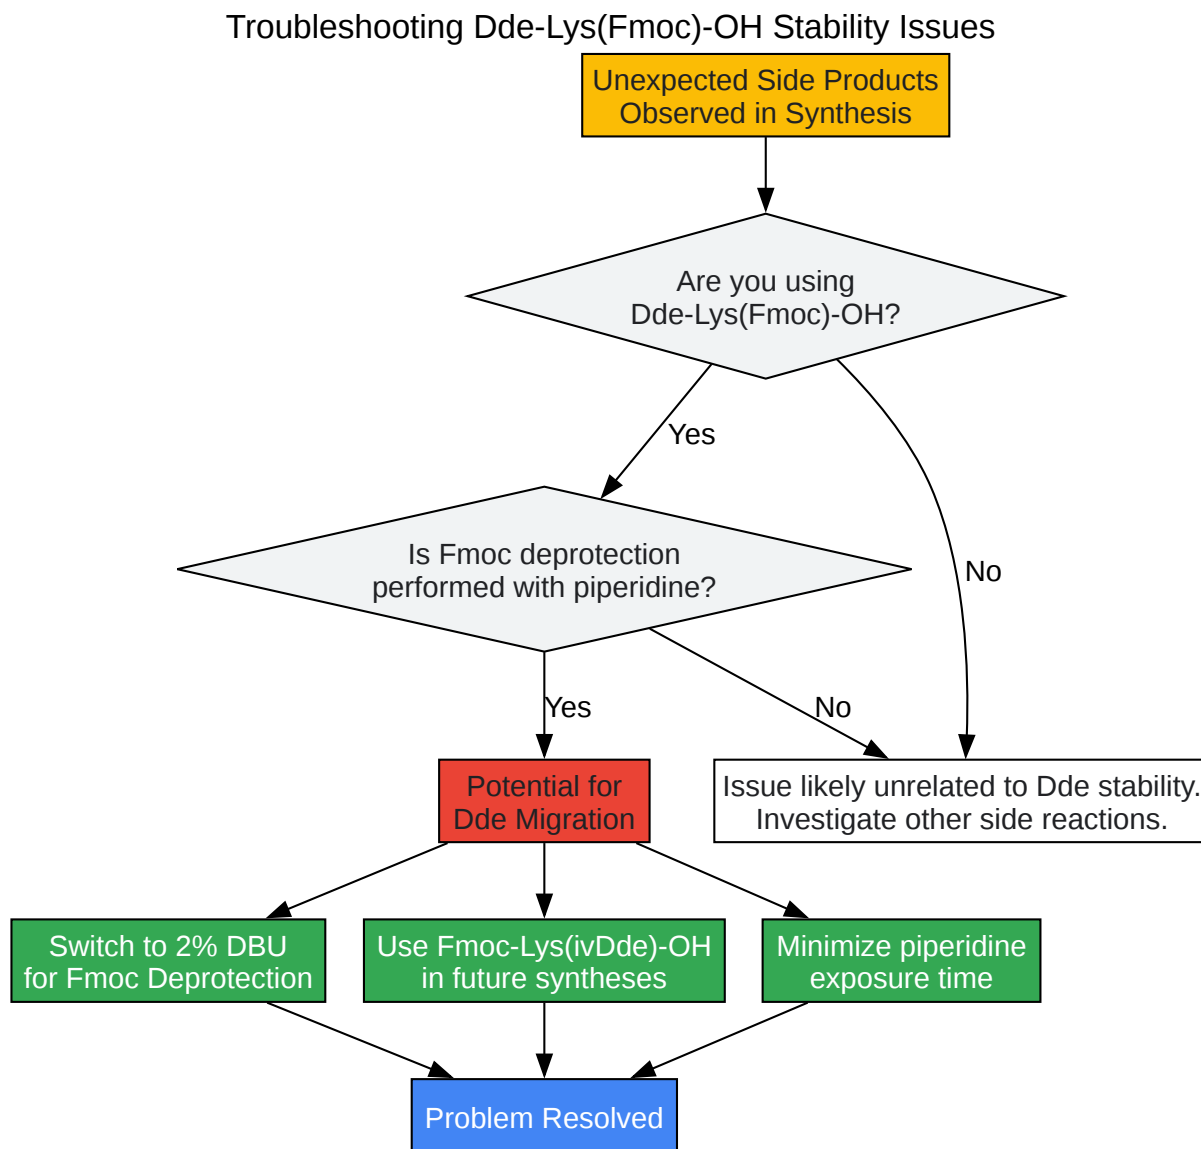 Troubleshooting Dde-Lys(Fmoc)-OH Stability Issues
Unexpected Side Products
Observed in Synthesis
Are you using
Dde-Lys(Fmoc)-OH?
Yes
No
Is Fmoc deprotection
performed with piperidine?
Yes
No
Potential for
Dde Migration
Issue likely unrelated to Dde stability.
Investigate other side reactions.
Switch to 2% DBU
for Fmoc Deprotection
Use Fmoc-Lys(ivDde)-OH
in future syntheses
Minimize piperidine
exposure time
Problem Resolved